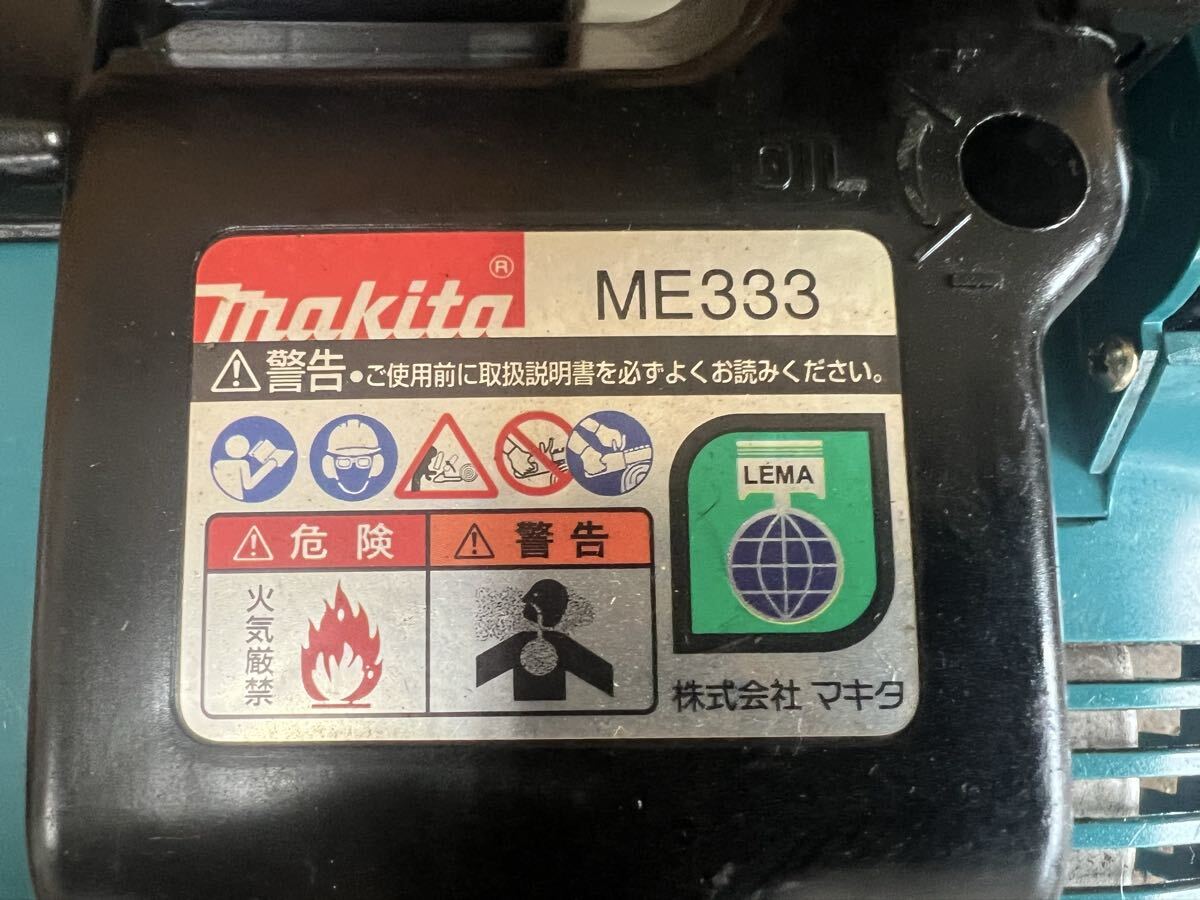 OIL
makita®
ME333
警告・ご使用前に取扱説明書を必ずよくお読みください。
LEMA
危険
警告
火気厳禁
株式会社 マキタ